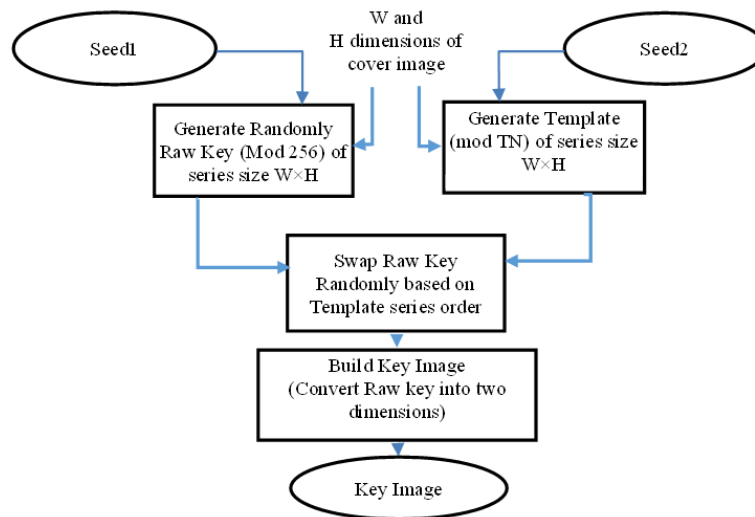 Seed1
W and
H dimensions of
cover image
Seed2
Generate Randomly
Raw Key (Mod 256) of
series size W×H
Generate Template
(mod TN) of series size
W×H
Swap Raw Key
Randomly based on
Template series order
Build Key Image
(Convert Raw key into two
dimensions)
Key Image